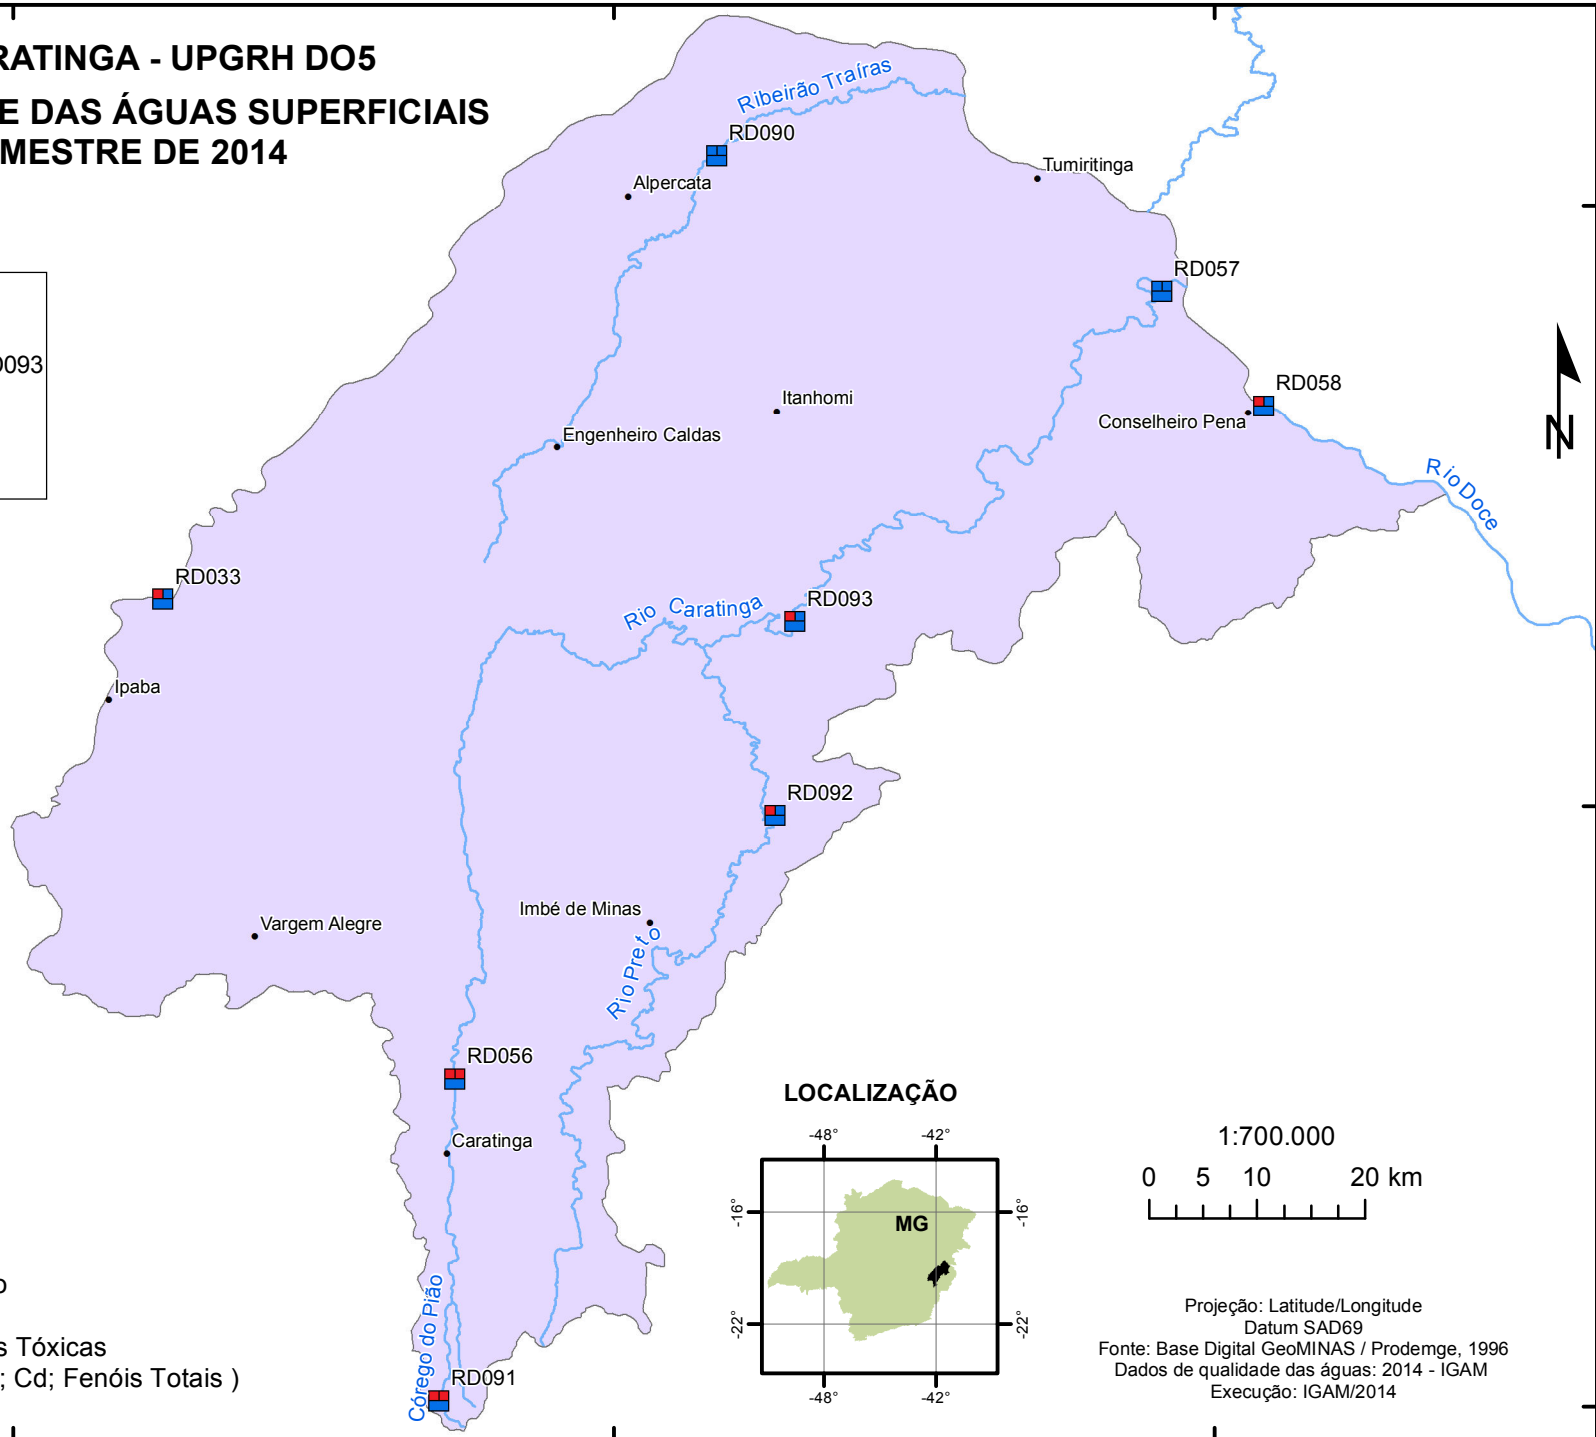 RATINGA - UPGRH DO5
E DAS ÁGUAS SUPERFICIAIS
MESTRE DE 2014
Ribeirão Traíras
RD090
Tumiritinga
Alpercata
RD057
093
RD058
Itanhomi
Conselheiro Pena
Engenheiro Caldas
N
Rio Doce
RD033
Rio Caratinga
RD093
Ipaba
RD092
Imbé de Minas
Vargem Alegre
Rio Preto
RD056
Caratinga
LOCALIZAÇÃO
-48° -42°
-16° MG -16°
-22° -22°
-48° -42°
1:700.000
0 5 10 20 km
Córrego do Pião
o
s Tóxicas
; Cd; Fenóis Totais )
RD091
Projeção: Latitude/Longitude
Datum SAD69
Fonte: Base Digital GeoMINAS / Prodemge, 1996
Dados de qualidade das águas: 2014 - IGAM
Execução: IGAM/2014